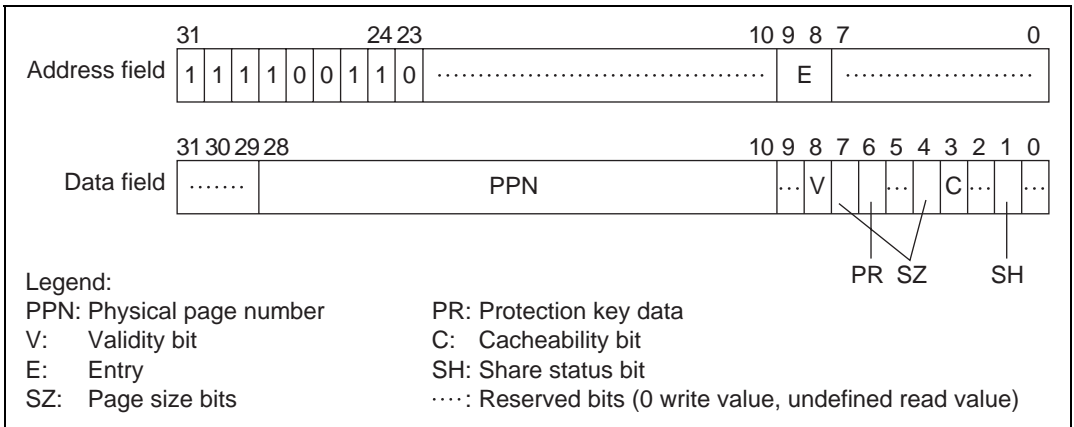 31 24 23 10 9 8 7 0
Address field 1 1 1 1 0 0 1 1 0 ········ E ········
31 30 29 28 10 9 8 7 6 5 4 3 2 1 0
Data field ······· PPN ··· V ··· C ··· ···
PR SZ SH
Legend:
PPN: Physical page number PR: Protection key data
V: Validity bit C: Cacheability bit
E: Entry SH: Share status bit
SZ: Page size bits ····: Reserved bits (0 write value, undefined read value)